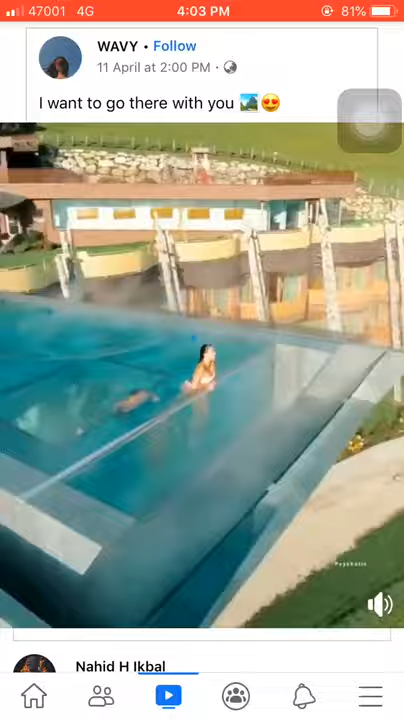 47001 4G 4:03 PM 81%
WAVY • Follow
11 April at 2:00 PM •
I want to go there with you 🏞️😍
Psychotic
Nahid H Ikbal